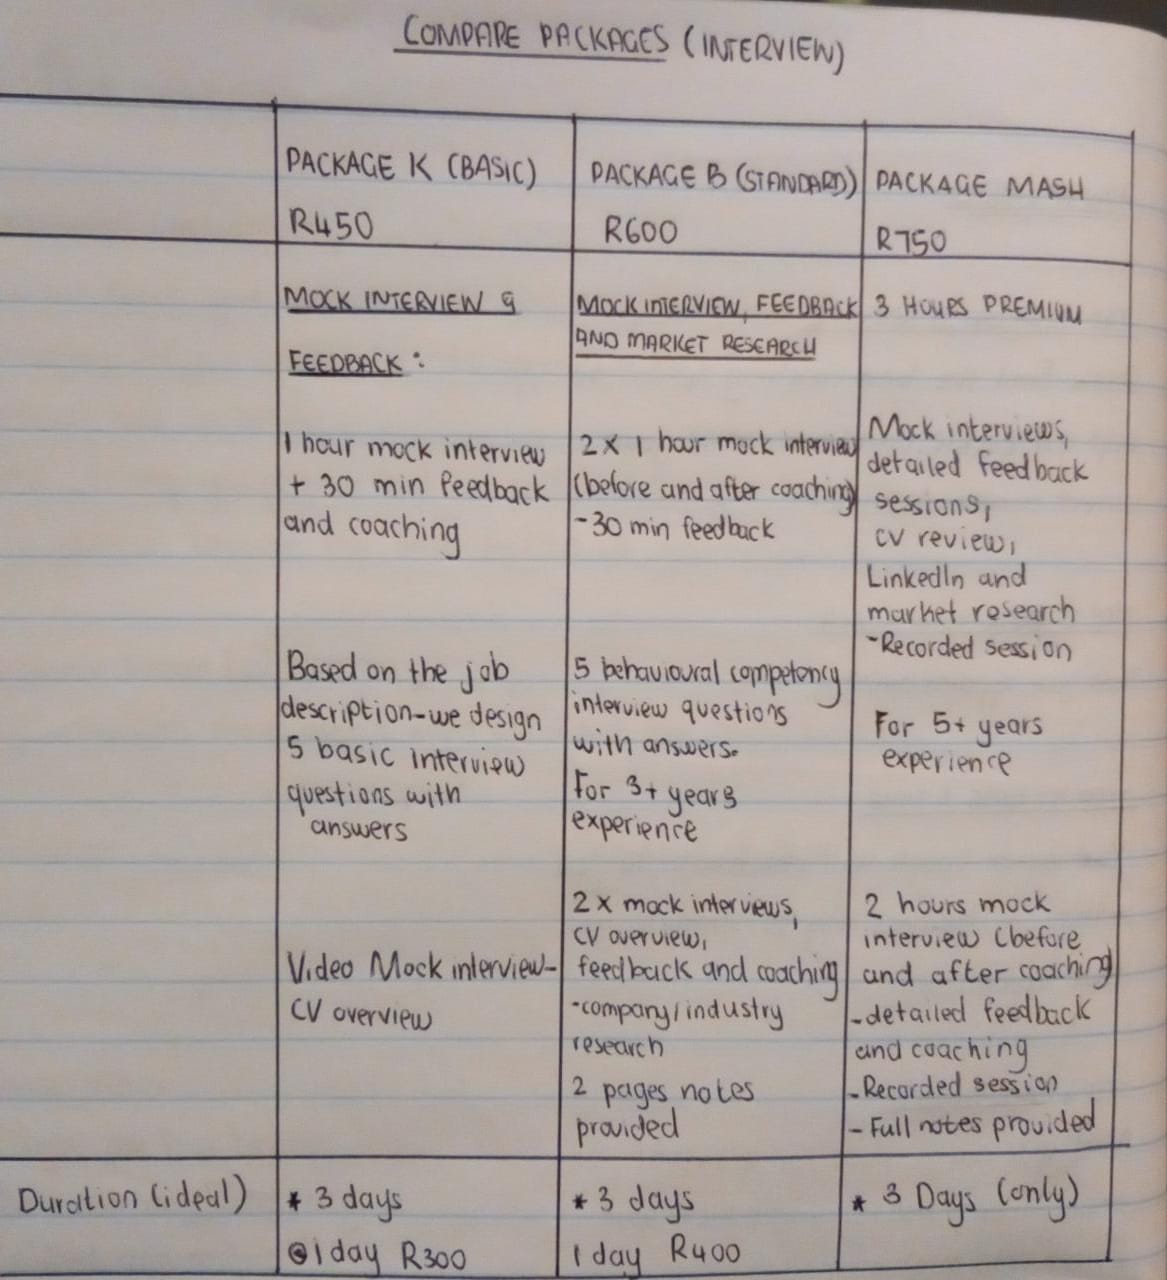 COMPARE PACKAGES (INTERVIEW)
PACKAGE K (BASIC)
R450
PACKAGE B (STANDARD)
R600
PACKAGE MASH
R750
MOCK INTERVIEW &
FEEDBACK :
1 hour mock interview
+ 30 min feedback
and coaching
Based on the job
description-we design
5 basic interview
questions with
answers
Video Mock interview-
CV overview
MOCK INTERVIEW, FEEDBACK
AND MARKET RESEARCH
2 x 1 hour mock interview
(before and after coaching)
-30 min feedback
5 behavioural competency
interview questions
with answers.
For 3+ years
experience
2 x mock interviews,
CV overview,
feedback and coaching
-company/industry
research
2 pages notes
provided
3 HOURS PREMIUM
Mock interviews,
detailed feedback
sessions,
CV review,
LinkedIn and
market research
-Recorded session
For 5+ years
experience
2 hours mock
interview (before
and after coaching)
-detailed feedback
and coaching
-Recorded session
- Full notes provided
Duration (ideal)
* 3 days
@1 day R300
* 3 days
1 day R400
* 3 Days (only)